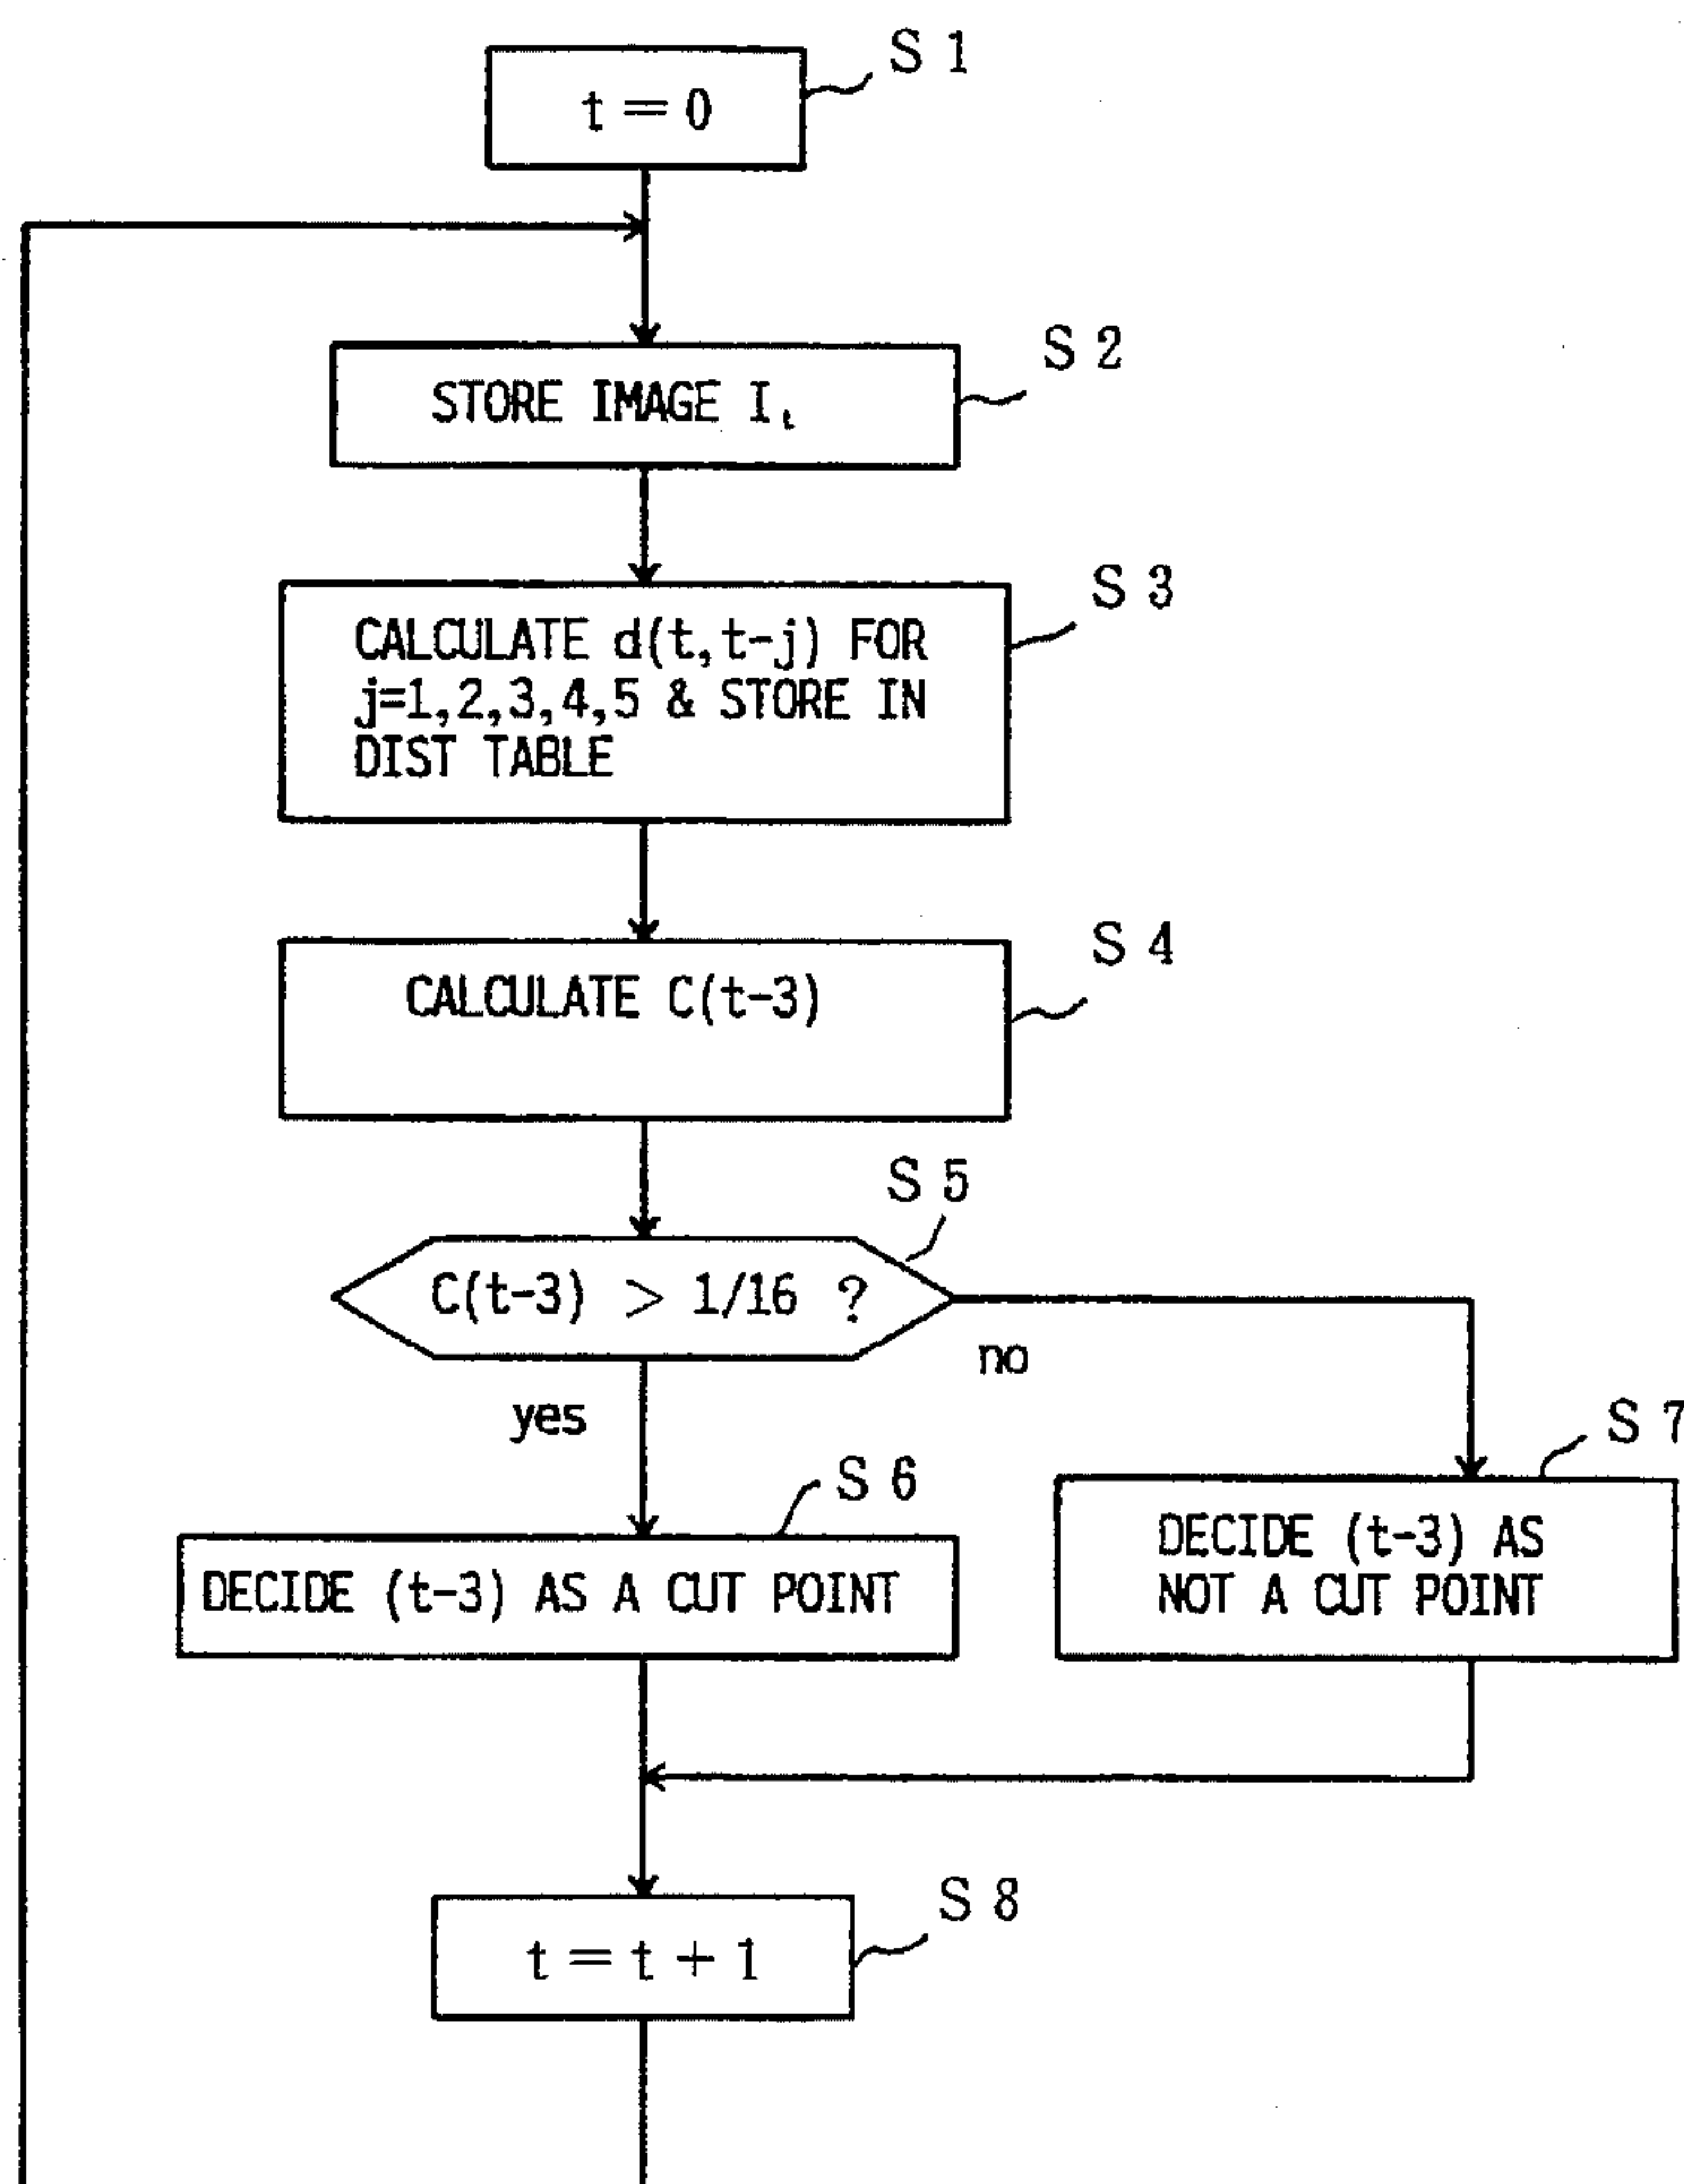 S 1
t = 0
S 2
STORE IMAGE Iₜ
S 3
CALCULATE d(t,t-j) FOR
j=1,2,3,4,5 & STORE IN
DIST TABLE
S 4
CALCULATE C(t-3)
S 5
C(t-3) > 1/16 ?
no
yes
S 6
S 7
DECIDE (t-3) AS A CUT POINT
DECIDE (t-3) AS
NOT A CUT POINT
S 8
t = t + 1